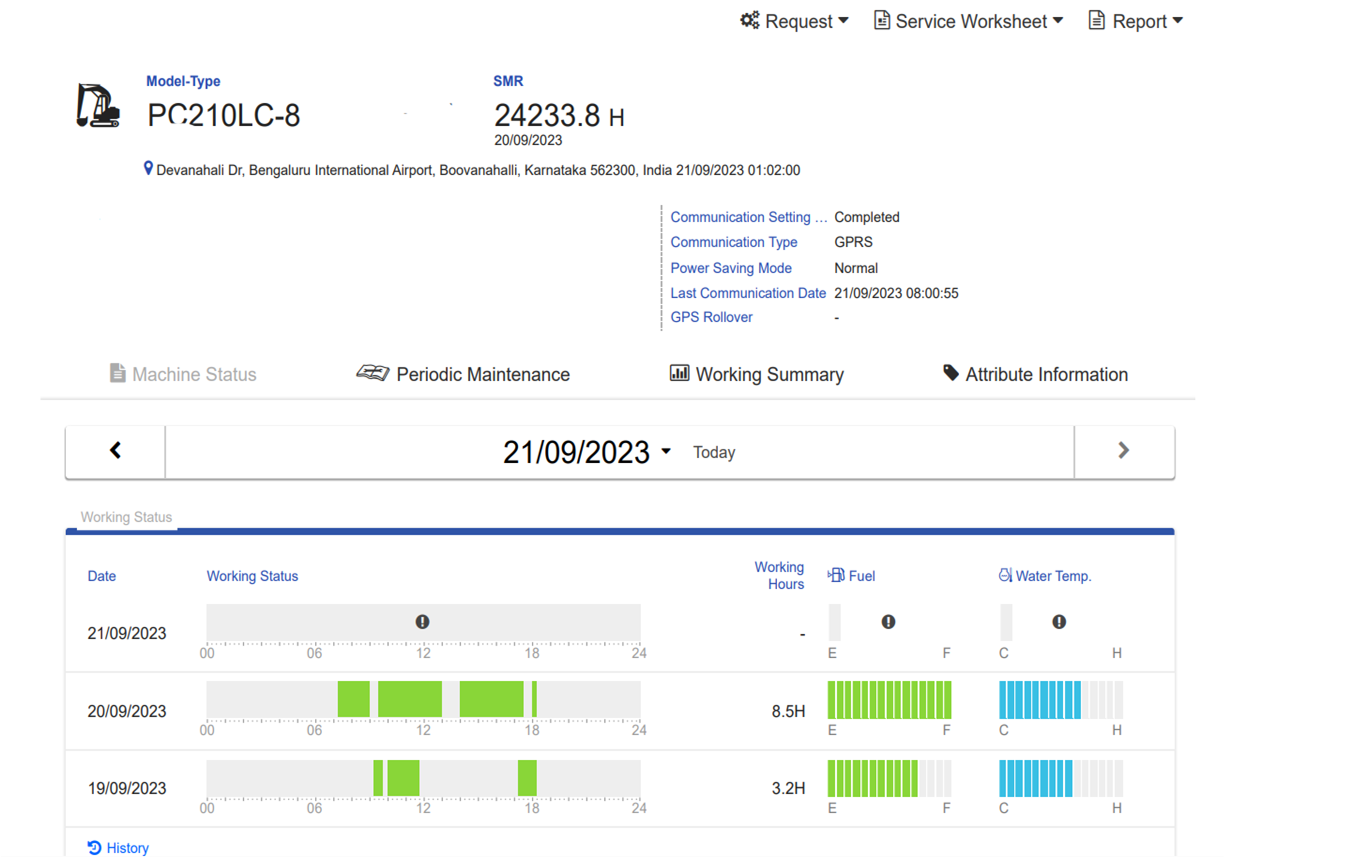 Request Service Worksheet Report
Model-Type SMR
PC210LC-8 24233.8 H
20/09/2023
Devanahali Dr, Bengaluru International Airport, Boovanahalli, Karnataka 562300, India 21/09/2023 01:02:00
Communication Setting ... Completed
Communication Type GPRS
Power Saving Mode Normal
Last Communication Date 21/09/2023 08:00:55
GPS Rollover -
Machine Status Periodic Maintenance Working Summary Attribute Information
21/09/2023 Today
Working Status
Date Working Status Working Hours Fuel Water Temp.
21/09/2023 -
00 06 12 18 24 E F C H
20/09/2023 8.5H
00 06 12 18 24 E F C H
19/09/2023 3.2H
00 06 12 18 24 E F C H
History